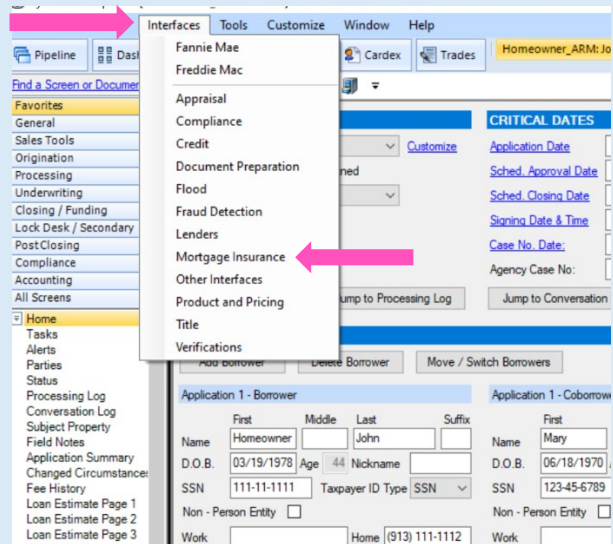 Interfaces Tools Customize Window Help
Pipeline Cardex Trades Homeowner_ARM: Jo
Find a Screen or Documen
Favorites
General
Sales Tools
Origination
Processing
Underwriting
Closing / Funding
Lock Desk / Secondary
PostClosing
Compliance
Accounting
All Screens
Home
Tasks
Alerts
Parties
Status
Processing Log
Conversation Log
Subject Property
Field Notes
Application Summary
Changed Circumstances
Fee History
Loan Estimate Page 1
Loan Estimate Page 2
Loan Estimate Page 3
Fannie Mae
Freddie Mac
Appraisal
Compliance
Credit
Document Preparation
Flood
Fraud Detection
Lenders
Mortgage Insurance
Other Interfaces
Product and Pricing
Title
Verifications
Customize
ned
ump to Processing Log
CRITICAL DATES
Application Date
Sched. Approval Date
Sched. Closing Date
Signing Date & Time
Case No. Date:
Agency Case No:
Jump to Conversation
Add Borrower Delete Borrower Move / Switch Borrowers
Application 1 - Borrower
First Middle Last Suffix
Name Homeowner John
D.O.B. 03/19/1978 Age 44 Nickname
SSN 111-11-1111 Taxpayer ID Type SSN
Non - Person Entity
Work Home (913) 111-1112
Application 1 - Coborrow
First
Name Mary
D.O.B. 06/18/1970
SSN 123-45-6789
Non - Person Entity
Work